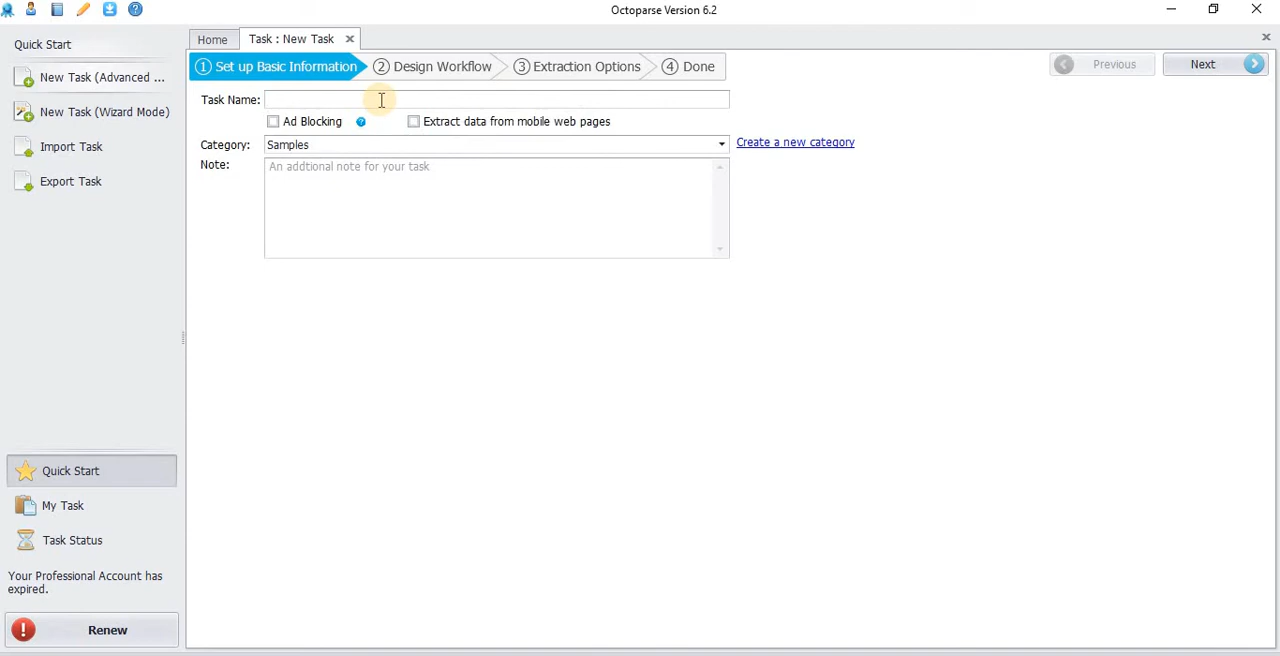 Octoparse Version 6.2
Quick Start
Home
Task : New Task
New Task (Advanced ...
New Task (Wizard Mode)
Import Task
Export Task
1 Set up Basic Information
2 Design Workflow
3 Extraction Options
4 Done
Previous
Next
Task Name:
Ad Blocking
Extract data from mobile web pages
Category:
Samples
Create a new category
Note:
An addtional note for your task
Quick Start
My Task
Task Status
Your Professional Account has
expired.
Renew